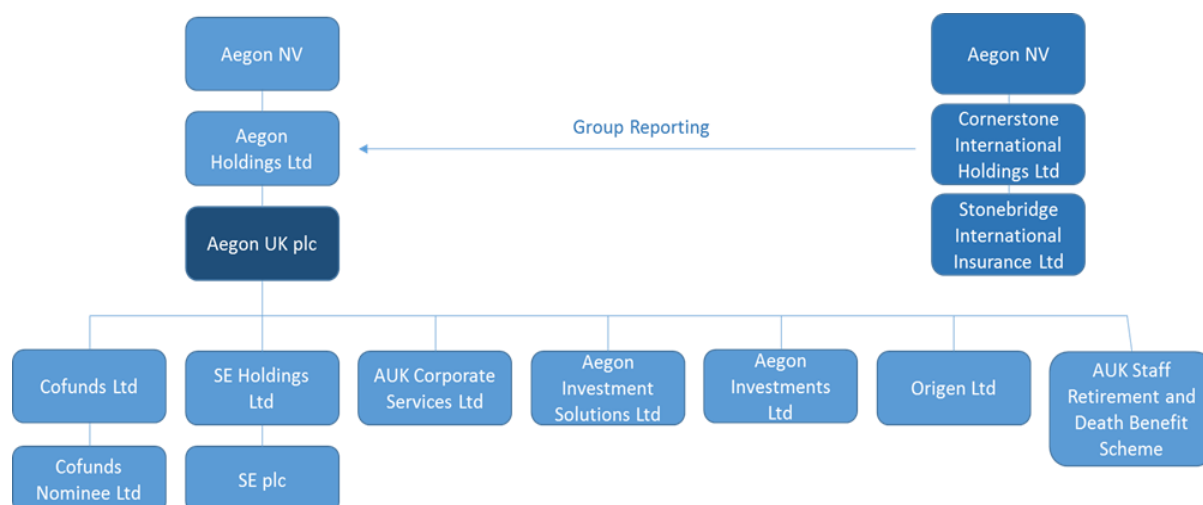 Aegon NV
Aegon NV
Aegon
Holdings Ltd
Group Reporting
Cornerstone
International
Holdings Ltd
Aegon UK plc
Stonebridge
International
Insurance Ltd
Cofunds Ltd
SE Holdings
Ltd
AUK Corporate
Services Ltd
Aegon
Investment
Solutions Ltd
Aegon
Investments
Ltd
Origen Ltd
AUK Staff
Retirement and
Death Benefit
Scheme
Cofunds
Nominee Ltd
SE plc